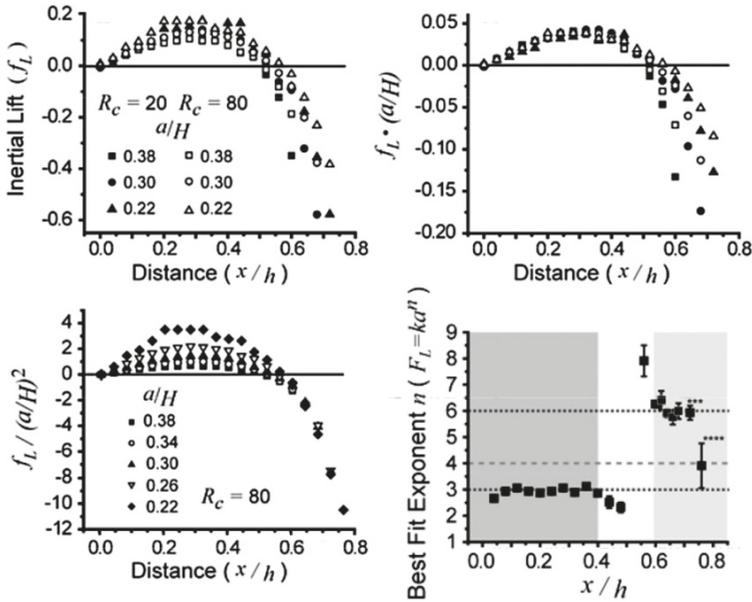 0.2
0.0
-0.2
-0.4
-0.6
Inertial Lift (f_L)
R_c = 20 R_c = 80
a/H
0.38 0.38
0.30 0.30
0.22 0.22
0.0 0.2 0.4 0.6 0.8
Distance ( x/h )
0.05
0.00
-0.05
-0.10
-0.15
-0.20
f_L • (a/H)
0.0 0.2 0.4 0.6 0.8
Distance ( x/h )
4
2
0
-2
-4
-6
-8
-10
-12
f_L / (a/H)²
a/H
0.38
0.34
0.30
0.26
0.22
R_c = 80
0.0 0.2 0.4 0.6 0.8
Distance ( x/h )
9
8
7
6
5
4
3
2
1
Best Fit Exponent n ( F_L=kaⁿ)
***
****
0.0 0.2 0.4 0.6 0.8
x/h